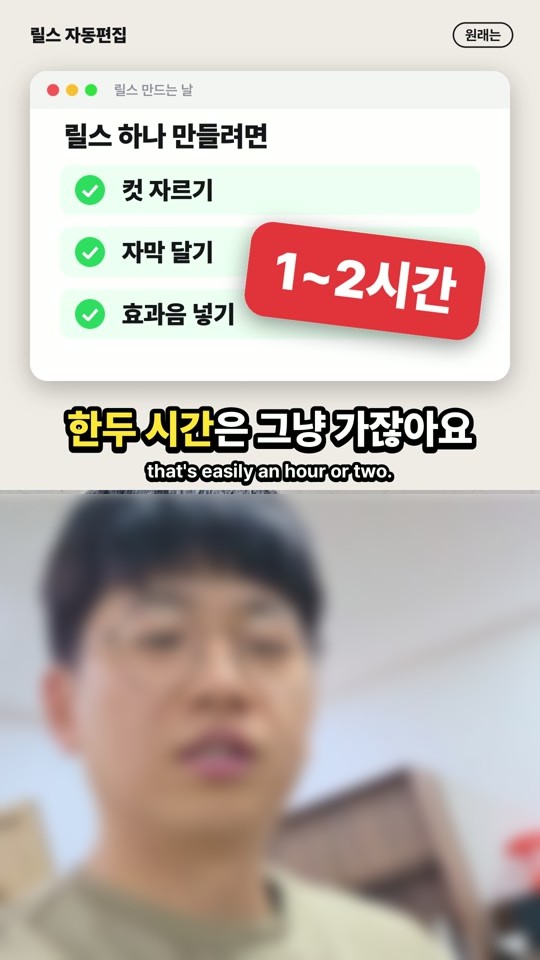 릴스 자동편집
원래는
릴스 만드는 날
릴스 하나 만들려면
컷 자르기
자막 달기
1~2시간
효과음 넣기
한두 시간은 그냥 가잖아요
that's easily an hour or two.